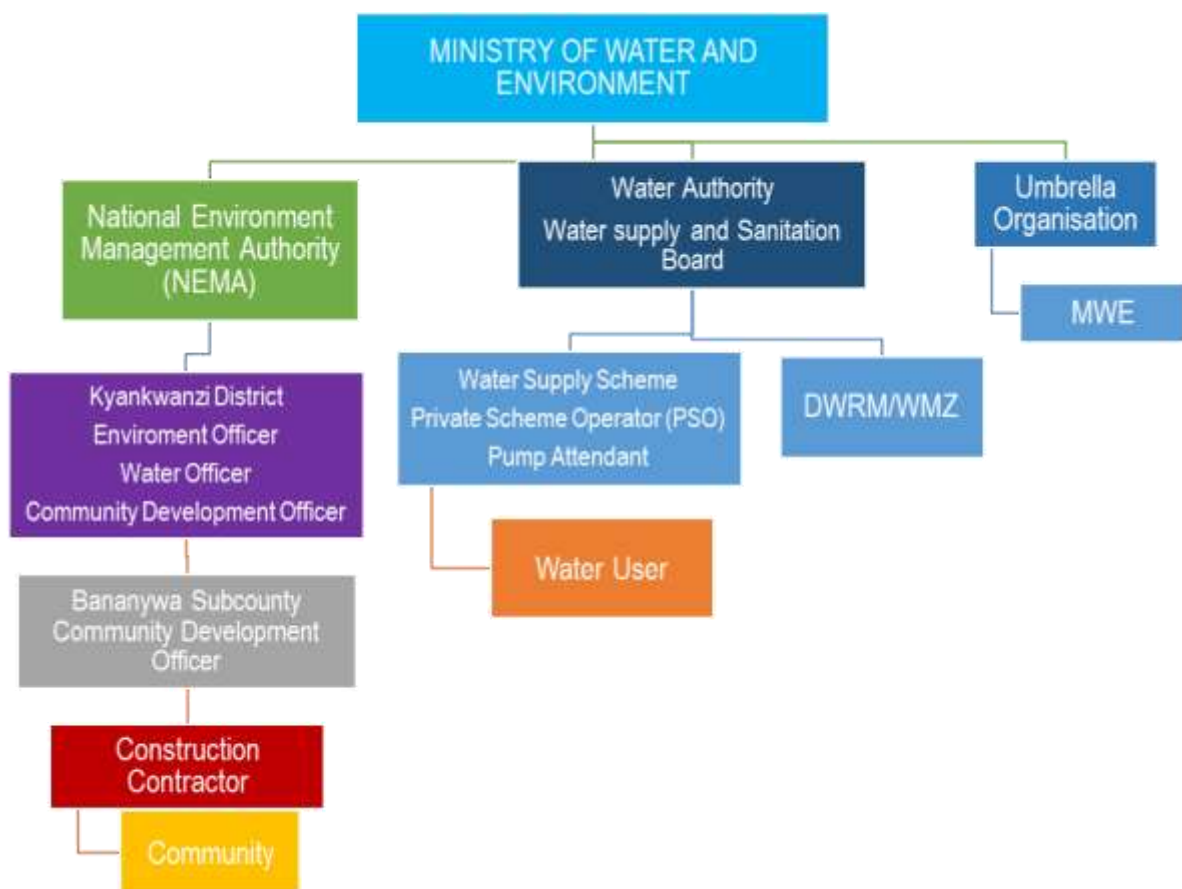 MINISTRY OF WATER AND
ENVIRONMENT
National Environment
Management Authority
(NEMA)
Water Authority
Water supply and Sanitation
Board
Umbrella
Organisation
MWE
Kyankwanzi District
Enviroment Officer
Water Officer
Community Development Officer
Water Supply Scheme
Private Scheme Operator (PSO)
Pump Attendant
DWRM/WMZ
Water User
Bananywa Subcounty
Community Development
Officer
Construction
Contractor
Community